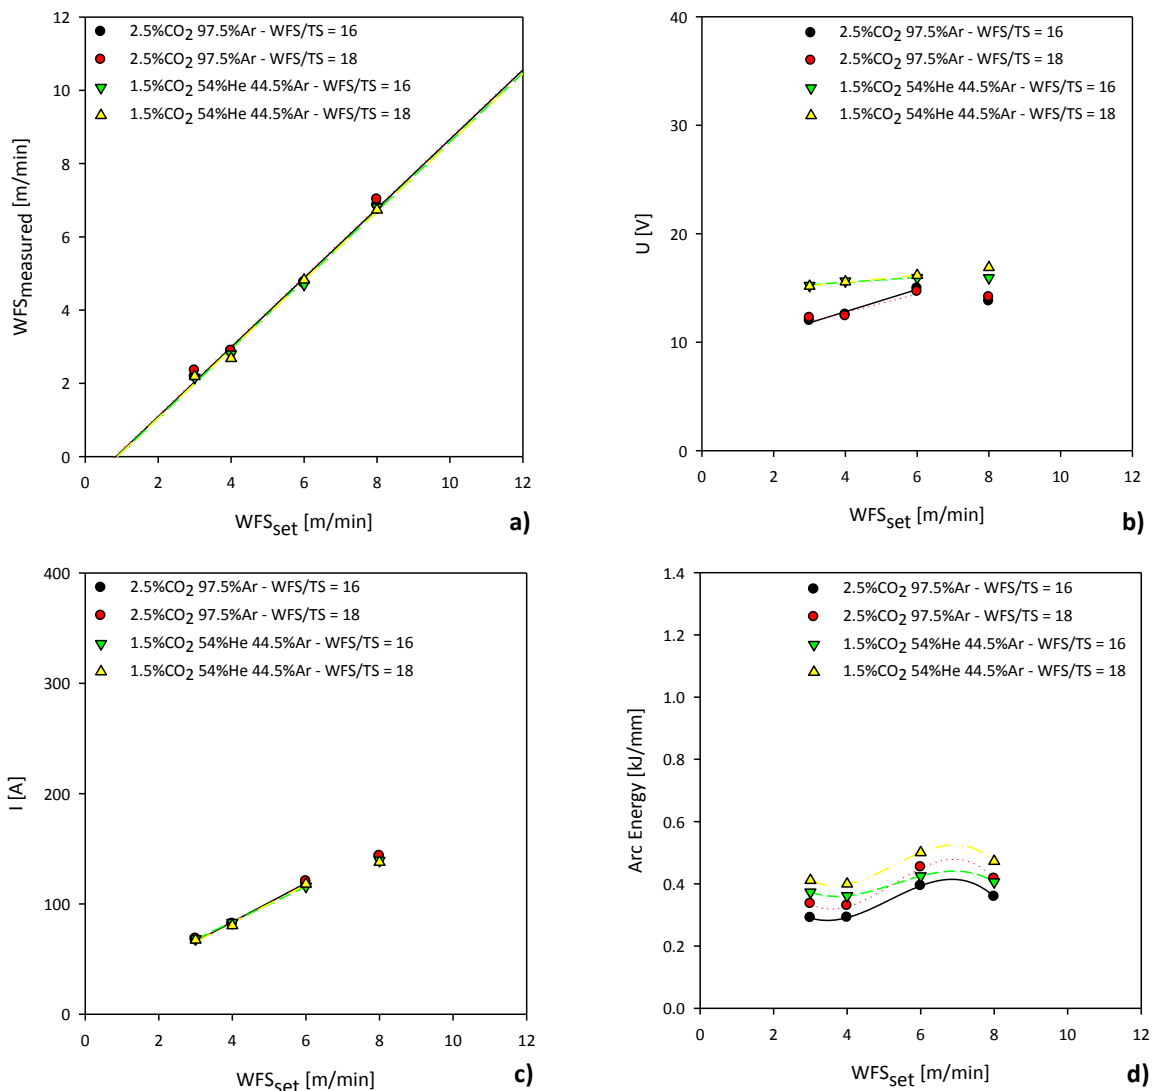 12
10
8
6
4
2
0
WFSmeasured [m/min]
2.5%CO2 97.5%Ar - WFS/TS = 16
2.5%CO2 97.5%Ar - WFS/TS = 18
1.5%CO2 54%He 44.5%Ar - WFS/TS = 16
1.5%CO2 54%He 44.5%Ar - WFS/TS = 18
0 2 4 6 8 10 12
WFSset [m/min]
a)
40
30
20
10
0
U [V]
2.5%CO2 97.5%Ar - WFS/TS = 16
2.5%CO2 97.5%Ar - WFS/TS = 18
1.5%CO2 54%He 44.5%Ar - WFS/TS = 16
1.5%CO2 54%He 44.5%Ar - WFS/TS = 18
0 2 4 6 8 10 12
WFSset [m/min]
b)
400
300
200
100
0
I [A]
2.5%CO2 97.5%Ar - WFS/TS = 16
2.5%CO2 97.5%Ar - WFS/TS = 18
1.5%CO2 54%He 44.5%Ar - WFS/TS = 16
1.5%CO2 54%He 44.5%Ar - WFS/TS = 18
0 2 4 6 8 10 12
WFSset [m/min]
c)
1.4
1.2
1.0
0.8
0.6
0.4
0.2
0.0
Arc Energy [kJ/mm]
2.5%CO2 97.5%Ar - WFS/TS = 16
2.5%CO2 97.5%Ar - WFS/TS = 18
1.5%CO2 54%He 44.5%Ar - WFS/TS = 16
1.5%CO2 54%He 44.5%Ar - WFS/TS = 18
0 2 4 6 8 10 12
WFSset [m/min]
d)